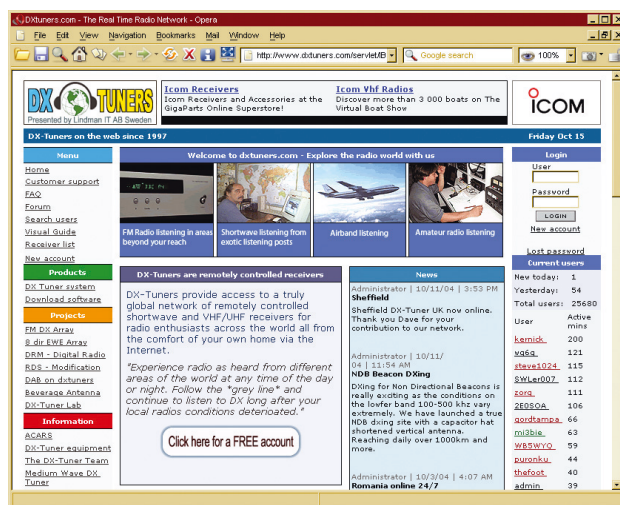 DXtuners.com - The Real Time Radio Network - Opera
File Edit View Navigation Bookmarks Mail Window Help
http://www.dxtuners.com/servlet/IB
Google search
100%
DX TUNERS
Presented by Lindman IT AB Sweden
Icom Receivers
Icom Receivers and Accessories at the
GigaParts Online Superstore!
Icom Vhf Radios
Discover more than 3 000 boats on The
Virtual Boat Show
ICOM
DX-Tuners on the web since 1997
Friday Oct 15
Menu
Home
Customer support
FAQ
Forum
Search users
Visual Guide
Receiver list
New account
Products
DX Tuner system
Download software
Projects
FM DX Array
8 dir EWE Array
DRM - Digital Radio
RDS - Modification
DAB on dxtuners
Beverage Antenna
DX-Tuner Lab
Information
ACARS
DX-Tuner equipment
The DX-Tuner Team
Medium Wave DX
Tuner
Welcome to dxtuners.com - Explore the radio world with us
FM Radio listening in areas
beyond your reach
Shortwave listening from
exotic listening posts
Airband listening
Amateur radio listening
DX-Tuners are remotely controlled receivers
DX-Tuners provide access to a truly
global network of remotely controlled
shortwave and VHF/UHF receivers for
radio enthusiasts across the world all from
the comfort of your own home via the
Internet.
"Experience radio as heard from different
areas of the world at any time of the day
or night. Follow the *grey line* and
continue to listen to DX long after your
local radios conditions deterioated."
Click here for a FREE account
News
Administrator | 10/11/04 | 3:53 PM
Sheffield
Sheffield DX-Tuner UK now online.
Thank you Dave for your
contribution to our network.
Administrator | 10/11/
04 | 11:54 AM
NDB Beacon DXing
DXing for Non Directional Beacons is
really exciting as the conditions on
the lowfer band 100-500 khz vary
extremely. We have launched a true
NDB dxing site with a capacitor hat
shortened vertical antenna.
Reaching daily over 1000km and
more.
Administrator | 10/3/04 | 4:07 AM
Romania online 24/7
Login
User
Password
LOGIN
New account
Lost password
Current users
New today: 1
Yesterday: 54
Total users: 25680
User Active
mins
kernick 200
vq6q 121
steve1024 115
SWLer007 112
zorg 111
2E0SOA 106
gordtampa 66
mi3bie 63
WB5WYO 59
puronku 44
thefoot 40
admin 39